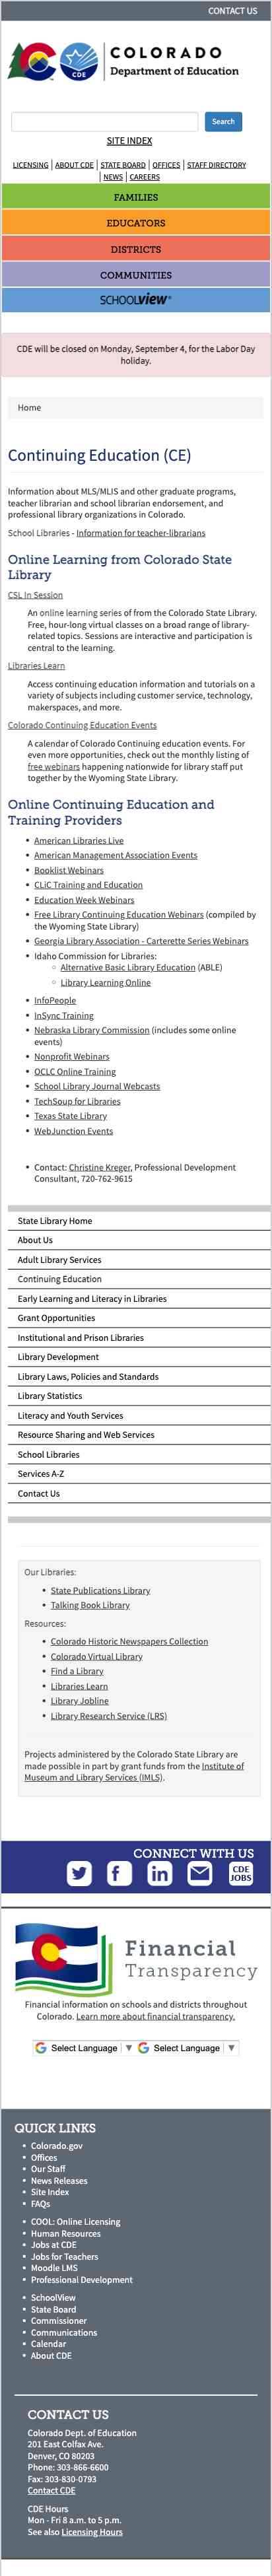 CONTACT US
COLORADO
Department of Education
CDE
Search
SITE INDEX
LICENSING | ABOUT CDE | STATE BOARD | OFFICES | STAFF DIRECTORY
| NEWS | CAREERS
FAMILIES
EDUCATORS
DISTRICTS
COMMUNITIES
SCHOOLVIEW®
CDE will be closed on Monday, September 4, for the Labor Day
holiday.
Home
Continuing Education (CE)
Information about MLS/MLIS and other graduate programs,
teacher librarian and school librarian endorsement, and
professional library organizations in Colorado.
School Libraries - Information for teacher-librarians
Online Learning from Colorado State
Library
CSL In Session
An online learning series of from the Colorado State Library.
Free, hour-long virtual classes on a broad range of library-
related topics. Sessions are interactive and participation is
central to the learning.
Libraries Learn
Access continuing education information and tutorials on a
variety of subjects including customer service, technology,
makerspaces, and more.
Colorado Continuing Education Events
A calendar of Colorado Continuing education events. For
even more opportunities, check out the monthly listing of
free webinars happening nationwide for library staff put
together by the Wyoming State Library.
Online Continuing Education and
Training Providers
• American Libraries Live
• American Management Association Events
• Booklist Webinars
• CLiC Training and Education
• Education Week Webinars
• Free Library Continuing Education Webinars (compiled by
the Wyoming State Library)
• Georgia Library Association - Carterette Series Webinars
• Idaho Commission for Libraries:
◦ Alternative Basic Library Education (ABLE)
◦ Library Learning Online
• InfoPeople
• InSync Training
• Nebraska Library Commission (includes some online
events)
• Nonprofit Webinars
• OCLC Online Training
• School Library Journal Webcasts
• TechSoup for Libraries
• Texas State Library
• WebJunction Events
• Contact: Christine Kreger, Professional Development
Consultant, 720-762-9615
State Library Home
About Us
Adult Library Services
Continuing Education
Early Learning and Literacy in Libraries
Grant Opportunities
Institutional and Prison Libraries
Library Development
Library Laws, Policies and Standards
Library Statistics
Literacy and Youth Services
Resource Sharing and Web Services
School Libraries
Services A-Z
Contact Us
Our Libraries:
• State Publications Library
• Talking Book Library
Resources:
• Colorado Historic Newspapers Collection
• Colorado Virtual Library
• Find a Library
• Libraries Learn
• Library Jobline
• Library Research Service (LRS)
Projects administered by the Colorado State Library are
made possible in part by grant funds from the Institute of
Museum and Library Services (IMLS).
CONNECT WITH US
CDE
JOBS
Financial
Transparency
Financial information on schools and districts throughout
Colorado. Learn more about financial transparency.
Select Language ▼ Select Language ▼
QUICK LINKS
• Colorado.gov
• Offices
• Our Staff
• News Releases
• Site Index
• FAQs
• COOL: Online Licensing
• Human Resources
• Jobs at CDE
• Jobs for Teachers
• Moodle LMS
• Professional Development
• SchoolView
• State Board
• Commissioner
• Communications
• Calendar
• About CDE
CONTACT US
Colorado Dept. of Education
201 East Colfax Ave.
Denver, CO 80203
Phone: 303-866-6600
Fax: 303-830-0793
Contact CDE
CDE Hours
Mon - Fri 8 a.m. to 5 p.m.
See also Licensing Hours